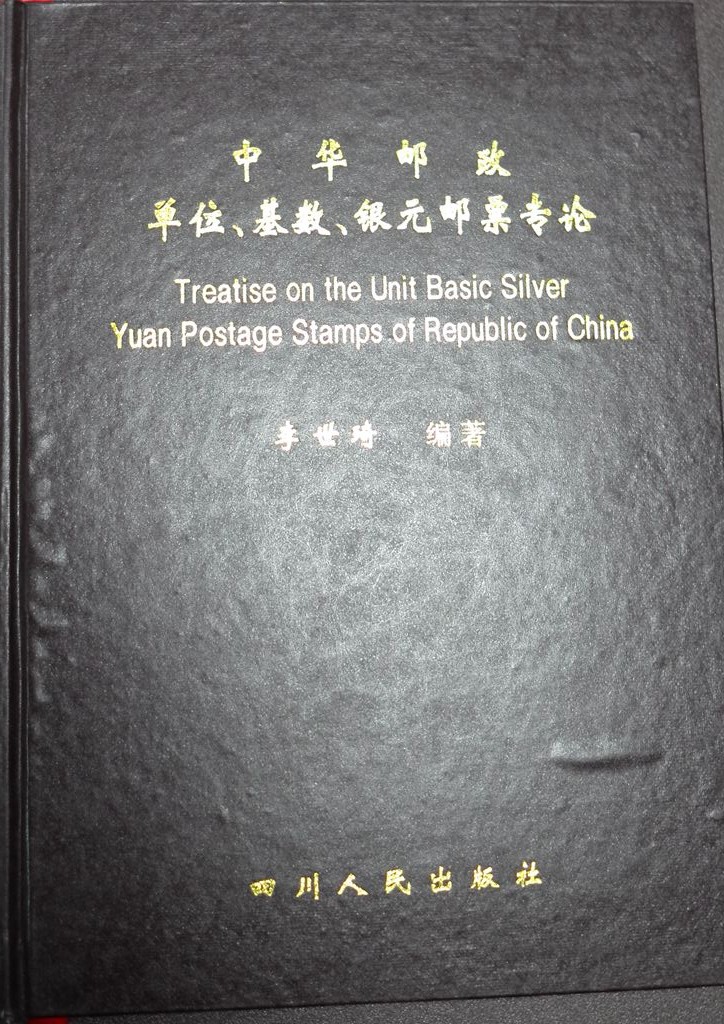 中华邮政
单位、基数、银元邮票专论
Treatise on the Unit Basic Silver
Yuan Postage Stamps of Republic of China
李世琦 编著
四川人民出版社